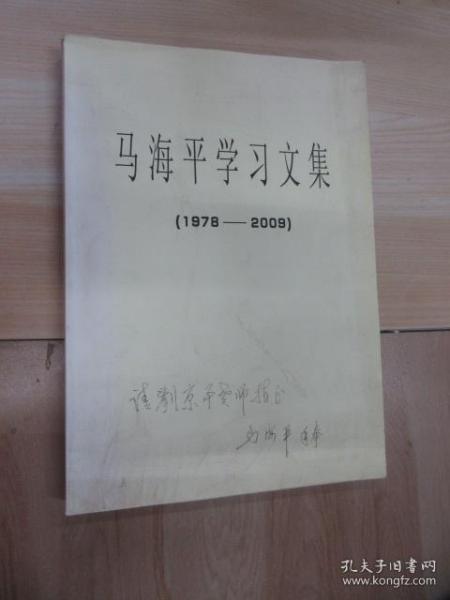 马海平学习文集
(1978—2009)
请劉京平老师指正
马海平
孔夫子旧书网
www.kongfz.com